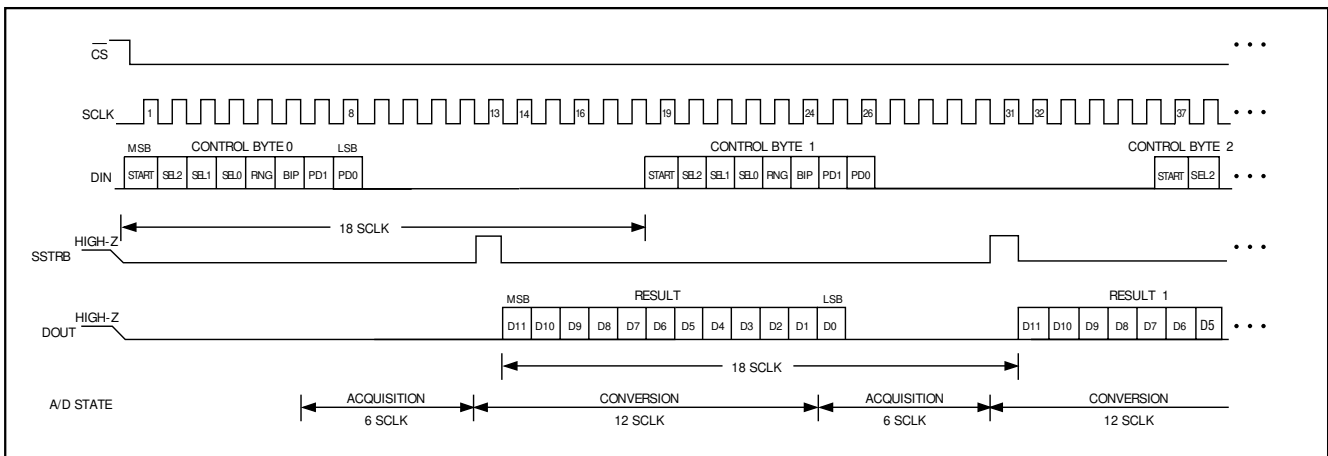 CS
SCLK 1 8 13 14 16 19 24 26 31 32 37
MSB CONTROL BYTE 0 LSB CONTROL BYTE 1 CONTROL BYTE 2
DIN START SEL2 SEL1 SEL0 RNG BIP PD1 PD0 START SEL2 SEL1 SEL0 RNG BIP PD1 PD0 START SEL2
18 SCLK
HIGH-Z
SSTRB
MSB RESULT LSB RESULT 1
HIGH-Z
DOUT D11 D10 D9 D8 D7 D6 D5 D4 D3 D2 D1 D0 D11 D10 D9 D8 D7 D6 D5
18 SCLK
A/D STATE ACQUISITION CONVERSION ACQUISITION CONVERSION
6 SCLK 12 SCLK 6 SCLK 12 SCLK